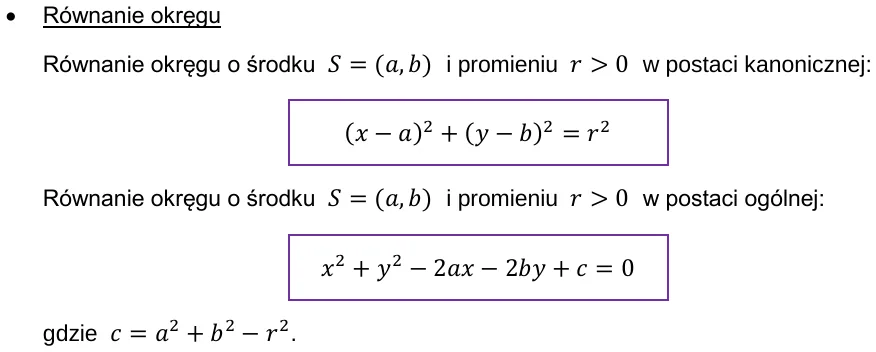 • Równanie okręgu
Równanie okręgu o środku S = (a, b) i promieniu r > 0 w postaci kanonicznej:
(x − a)² + (y − b)² = r²
Równanie okręgu o środku S = (a, b) i promieniu r > 0 w postaci ogólnej:
x² + y² − 2ax − 2by + c = 0
gdzie c = a² + b² − r².